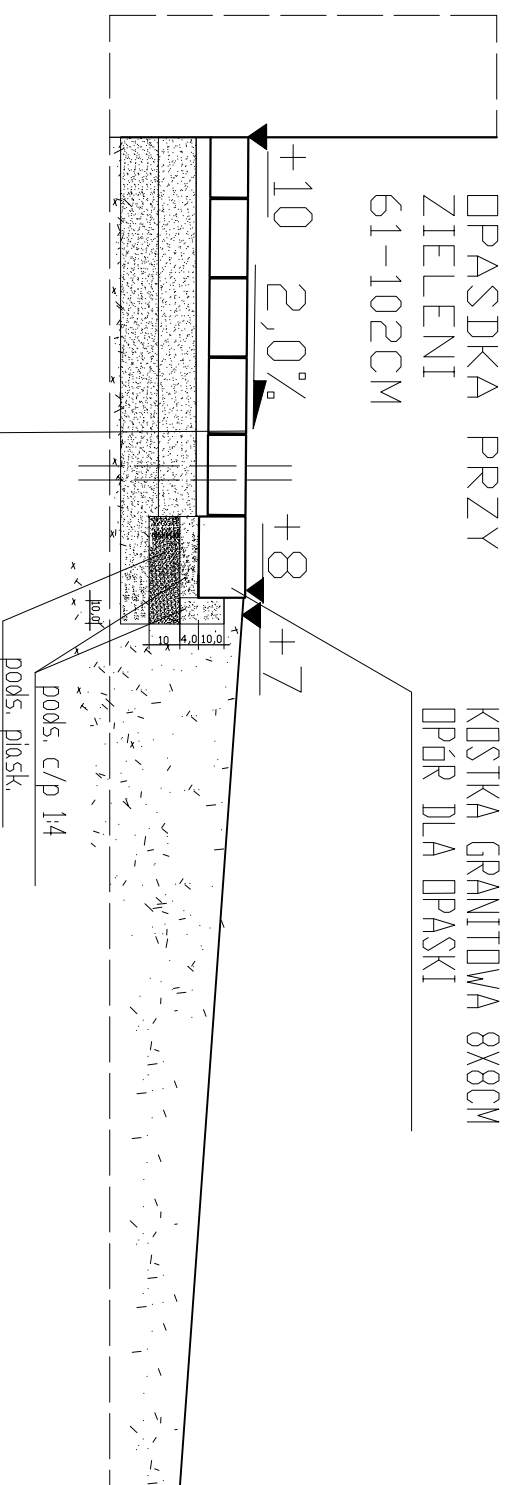 OPASDKA PRZY
ZIELENI
61-102CM
KOSTKA GRANITOWA 8X8CM
OPÓR DLA OPASKI
+10
2,0%
+8
+7
10,0
10
4,0
10,0
pods. c/p 1:4
pods. piask.